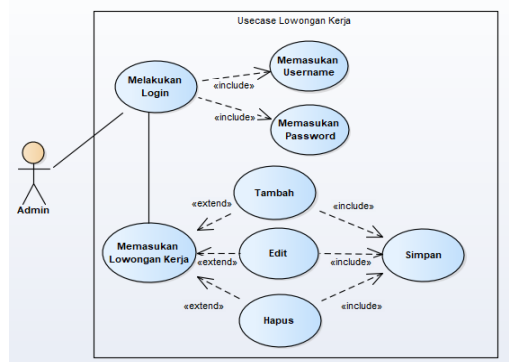 Usecase Lowongan Kerja
Melakukan
Login
«include»
«include»
Memasukan
Username
Memasukan
Password
Admin
Memasukan
Lowongan Kerja
«extend»
«extend»
«extend»
Tambah
Edit
Hapus
«include»
«include»
«include»
Simpan